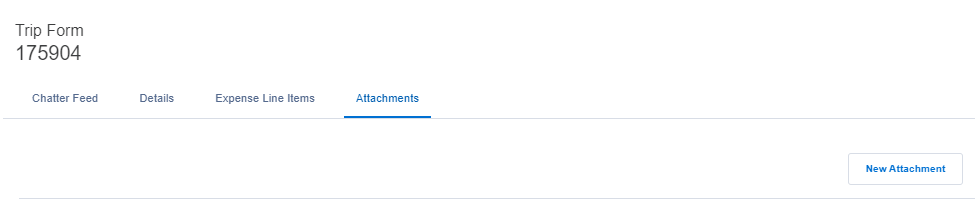 Trip Form
175904
Chatter Feed Details Expense Line Items Attachments
New Attachment